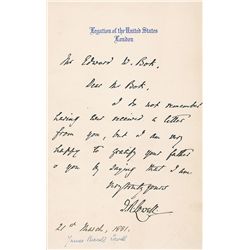 Legation of the United States
London
Mr Edward W. Bok,
Dear Mr Bok,
I do not remember
having ever received a letter
from you, but I am very
happy to gratify your father
& you by saying that I am
very truly yours
J. R. Lowell
21st March, 1881.
James Russell Lowell